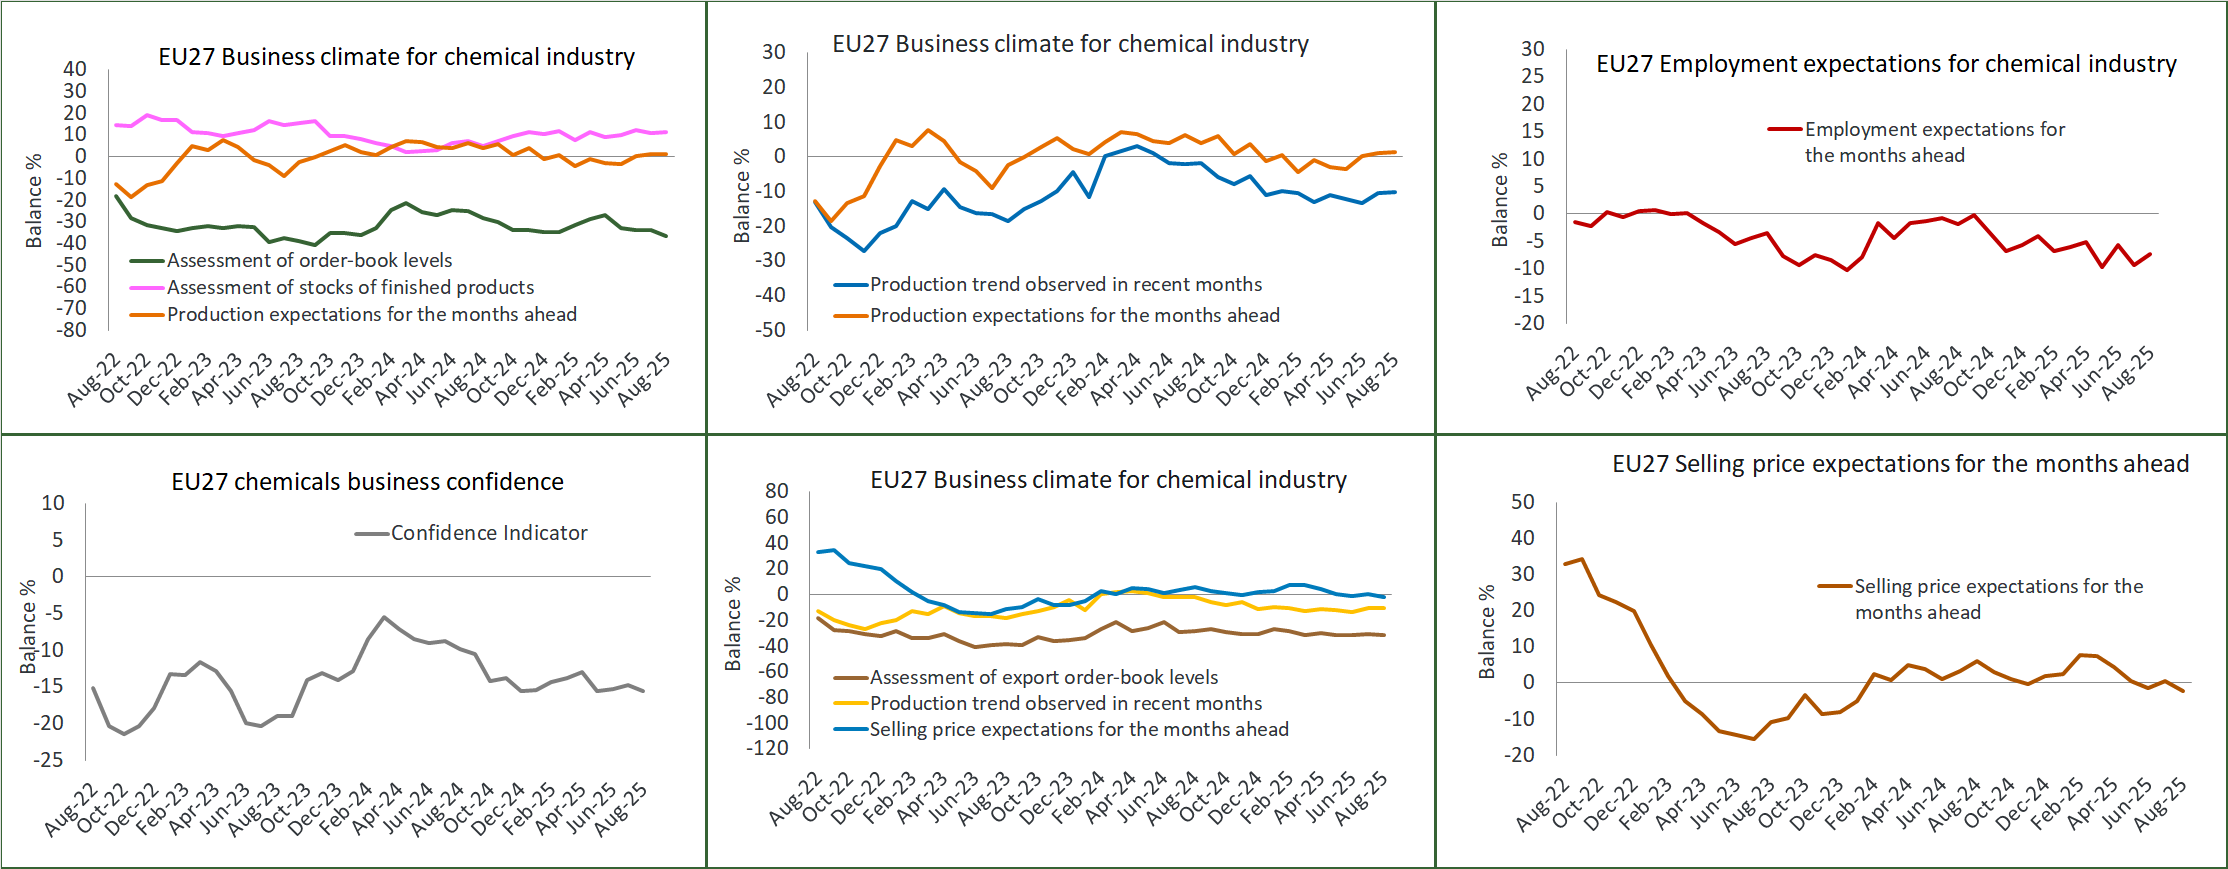 EU27 Business climate for chemical industry
40
30
20
10
0
-10
-20
-30
-40
-50
-60
-70
-80
Balance %
Assessment of order-book levels
Assessment of stocks of finished products
Production expectations for the months ahead
Aug-22
Oct-22
Dec-22
Feb-23
Apr-23
Jun-23
Aug-23
Oct-23
Dec-23
Feb-24
Apr-24
Jun-24
Aug-24
Oct-24
Dec-24
Feb-25
Apr-25
Jun-25
Aug-25
EU27 Business climate for chemical industry
30
20
10
0
-10
-20
-30
-40
-50
Balance %
Production trend observed in recent months
Production expectations for the months ahead
Aug-22
Oct-22
Dec-22
Feb-23
Apr-23
Jun-23
Aug-23
Oct-23
Dec-23
Feb-24
Apr-24
Jun-24
Aug-24
Oct-24
Dec-24
Feb-25
Apr-25
Jun-25
Aug-25
EU27 Employment expectations for chemical industry
30
25
20
15
10
5
0
-5
-10
-15
-20
Balance %
Employment expectations for
the months ahead
Aug-22
Oct-22
Dec-22
Feb-23
Apr-23
Jun-23
Aug-23
Oct-23
Dec-23
Feb-24
Apr-24
Jun-24
Aug-24
Oct-24
Dec-24
Feb-25
Apr-25
Jun-25
Aug-25
EU27 chemicals business confidence
10
5
0
-5
-10
-15
-20
-25
Balance %
Confidence Indicator
Aug-22
Oct-22
Dec-22
Feb-23
Apr-23
Jun-23
Aug-23
Oct-23
Dec-23
Feb-24
Apr-24
Jun-24
Aug-24
Oct-24
Dec-24
Feb-25
Apr-25
Jun-25
Aug-25
EU27 Business climate for chemical industry
80
60
40
20
0
-20
-40
-60
-80
-100
-120
Balance %
Assessment of export order-book levels
Production trend observed in recent months
Selling price expectations for the months ahead
Aug-22
Oct-22
Dec-22
Feb-23
Apr-23
Jun-23
Aug-23
Oct-23
Dec-23
Feb-24
Apr-24
Jun-24
Aug-24
Oct-24
Dec-24
Feb-25
Apr-25
Jun-25
Aug-25
EU27 Selling price expectations for the months ahead
50
40
30
20
10
0
-10
-20
Balance %
Selling price expectations for the
months ahead
Aug-22
Oct-22
Dec-22
Feb-23
Apr-23
Jun-23
Aug-23
Oct-23
Dec-23
Feb-24
Apr-24
Jun-24
Aug-24
Oct-24
Dec-24
Feb-25
Apr-25
Jun-25
Aug-25